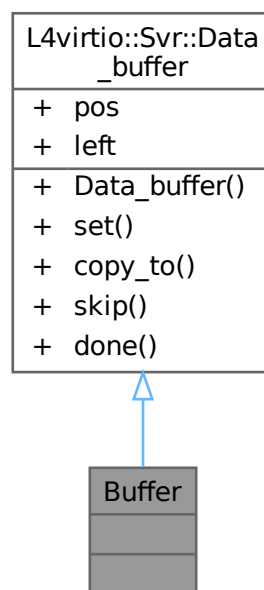 L4virtio::Svr::Data
_buffer
+ pos
+ left
+ Data_buffer()
+ set()
+ copy_to()
+ skip()
+ done()
Buffer